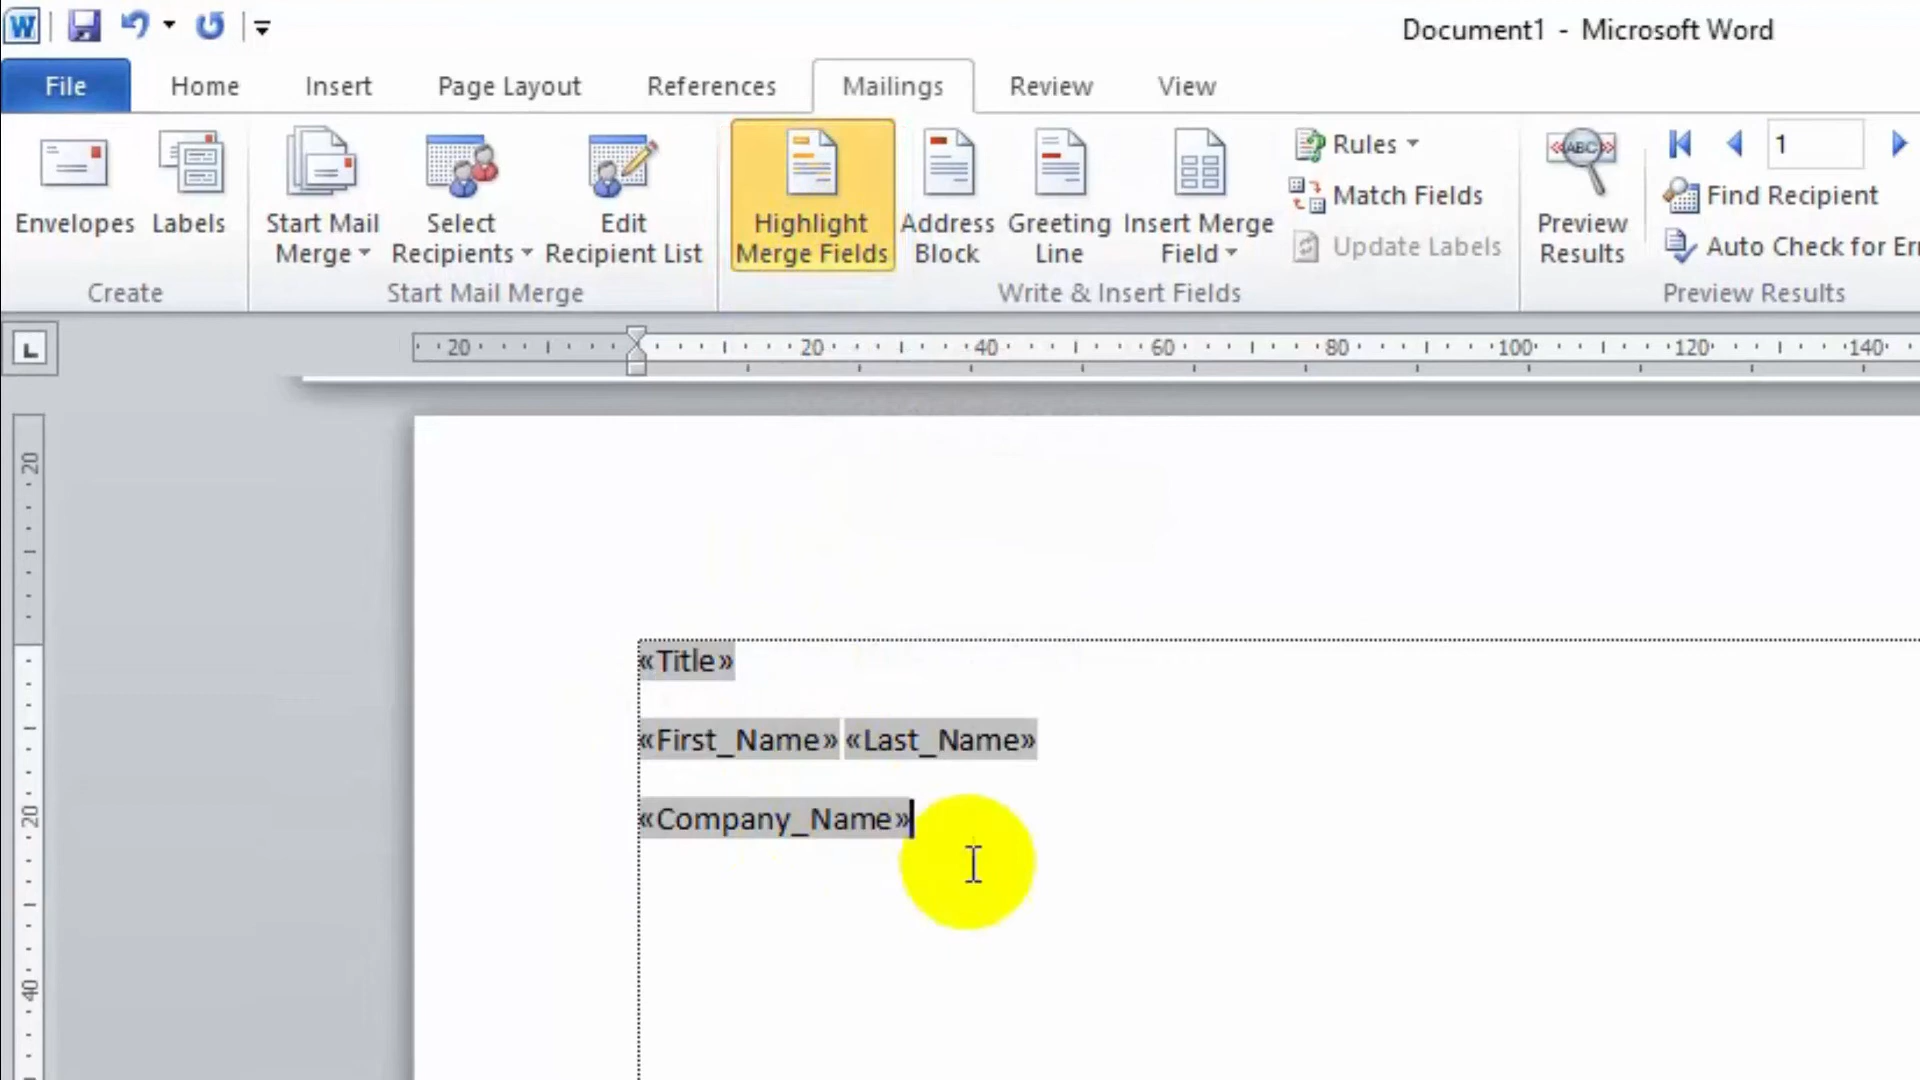 Document1 - Microsoft Word
File Home Insert Page Layout References Mailings Review View
Envelopes
Labels
Create
Start Mail
Merge
Select
Recipients
Edit
Recipient List
Start Mail Merge
Highlight
Merge Fields
Address
Block
Greeting
Line
Insert Merge
Field
Rules
Match Fields
Update Labels
Write & Insert Fields
ABC
Preview
Results
1
Find Recipient
Auto Check for Er
Preview Results
20 20 40 60 80 100 120 140
20
20
40
«Title»
«First_Name» «Last_Name»
«Company_Name»